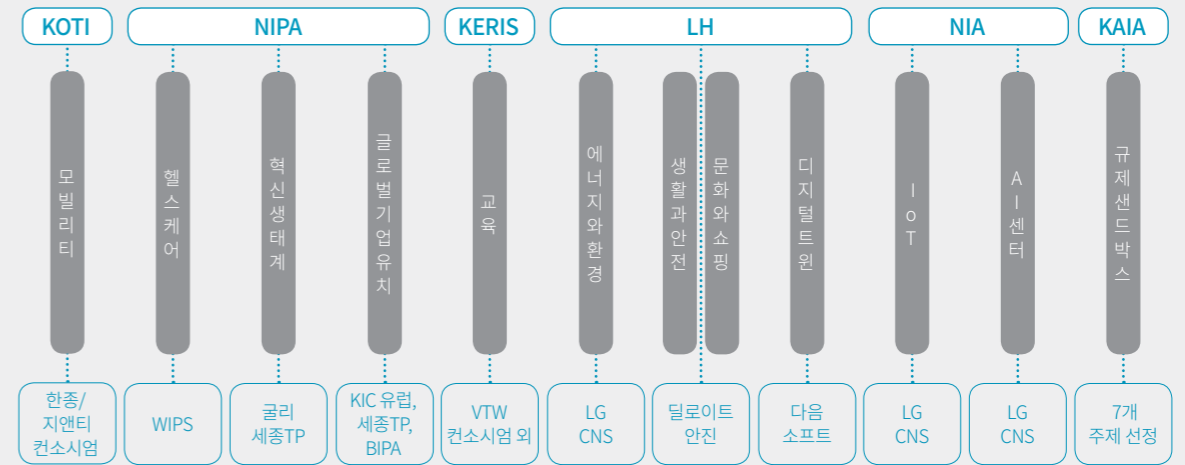 KOTI
NIPA
KERIS
LH
NIA
KAIA
모빌리티
헬스케어
혁신생태계
글로벌기업유치
교육
에너지와환경
생활과안전
문화와쇼핑
디지털트윈
IoT
AI센터
규제샌드박스
한종/
지앤티
컨소시엄
WIPS
굴리
세종TP
KIC 유럽,
세종TP,
BIPA
VTW
컨소시엄 외
LG
CNS
딜로이트
안진
다음
소프트
LG
CNS
LG
CNS
7개
주제 선정